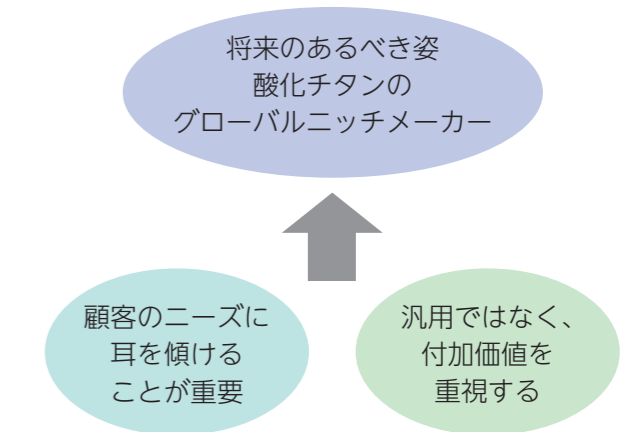 将来のあるべき姿
酸化チタンの
グローバルニッチメーカー
顧客のニーズに
耳を傾ける
ことが重要
汎用ではなく、
付加価値を
重視する